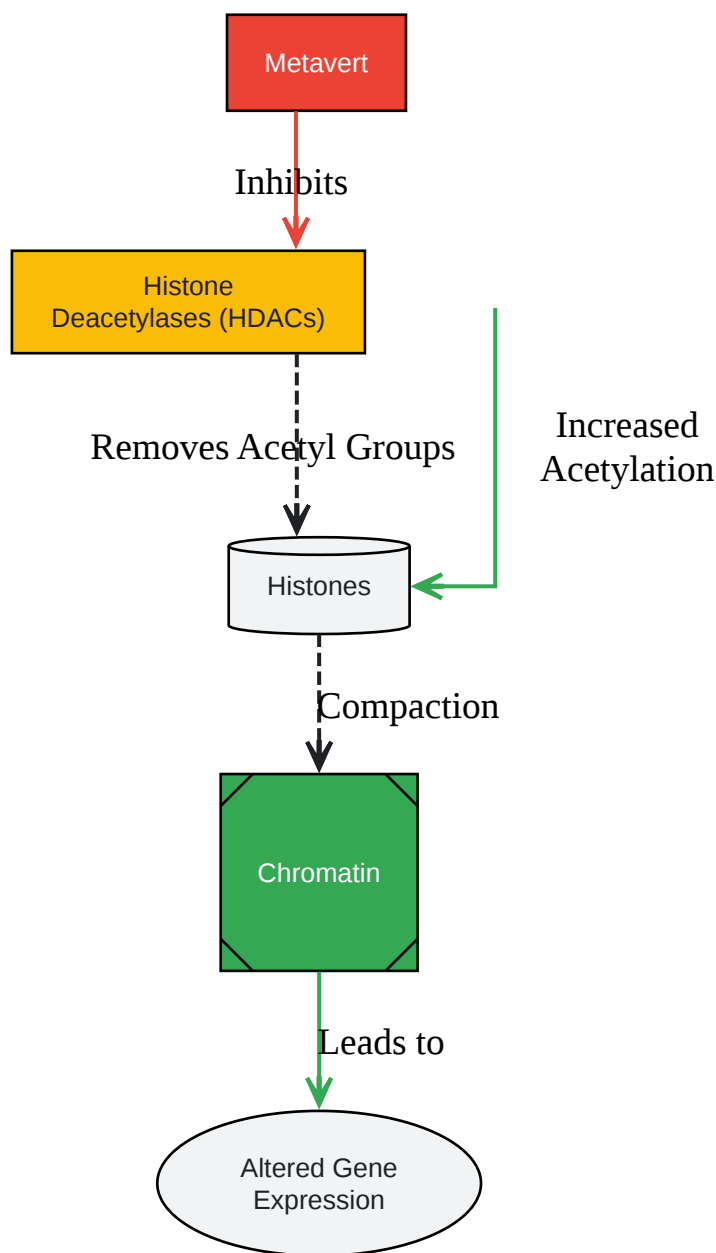 Metavert
Inhibits
Histone
Deacetylases (HDACs)
Removes Acetyl Groups
Increased
Acetylation
Histones
Compaction
Chromatin
Leads to
Altered Gene
Expression